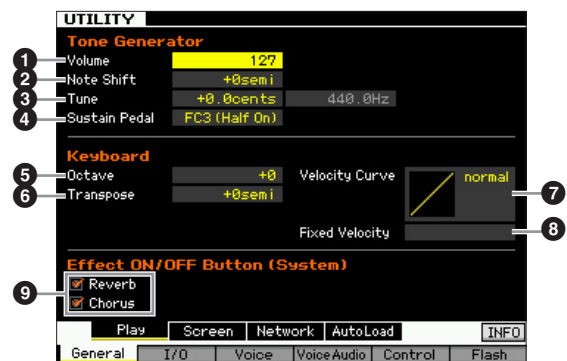 UTILITY
Tone Generator
1 Volume 127
2 Note Shift +0semi
3 Tune +0.0cents 440.0Hz
4 Sustain Pedal FC3(Half On)
Keyboard
5 Octave +0 Velocity Curve normal 7
6 Transpose +0semi
Fixed Velocity 8
Effect ON/OFF Button (System)
9 Reverb
Chorus
Play Screen Network AutoLoad INFO
General I/O Voice Voice Audio Control Flash